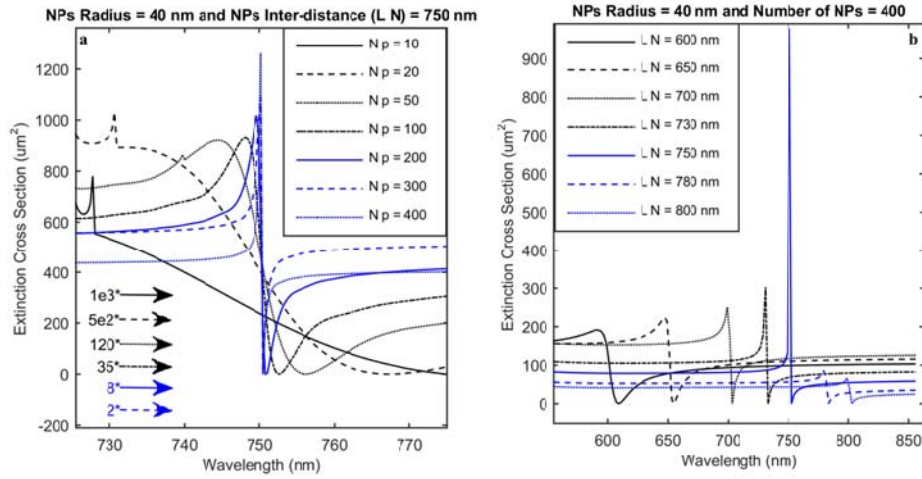 NPs Radius = 40 nm and NPs Inter-distance (L N) = 750 nm
a
Extinction Cross Section (um²)
1200
1000
800
600
400
200
0
-200
730
740
750
760
770
Wavelength (nm)
N p = 10
N p = 20
N p = 50
N p = 100
N p = 200
N p = 300
N p = 400
1e3*
5e2*
120*
35*
8*
2*
NPs Radius = 40 nm and Number of NPs = 400
b
Extinction Cross Section (um²)
900
800
700
600
500
400
300
200
100
0
600
650
700
750
800
850
Wavelength (nm)
L N = 600 nm
L N = 650 nm
L N = 700 nm
L N = 730 nm
L N = 750 nm
L N = 780 nm
L N = 800 nm